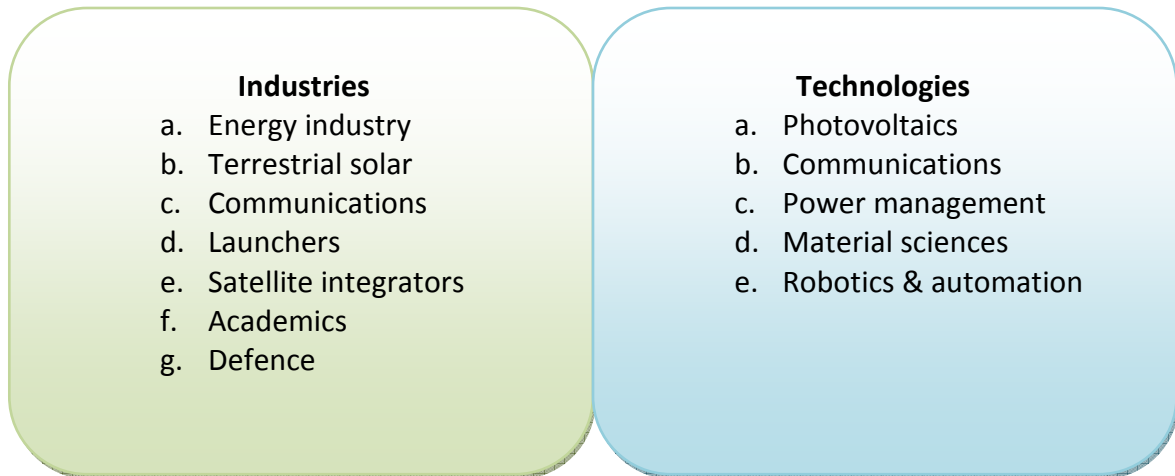 Industries
a. Energy industry
b. Terrestrial solar
c. Communications
d. Launchers
e. Satellite integrators
f. Academics
g. Defence
Technologies
a. Photovoltaics
b. Communications
c. Power management
d. Material sciences
e. Robotics & automation